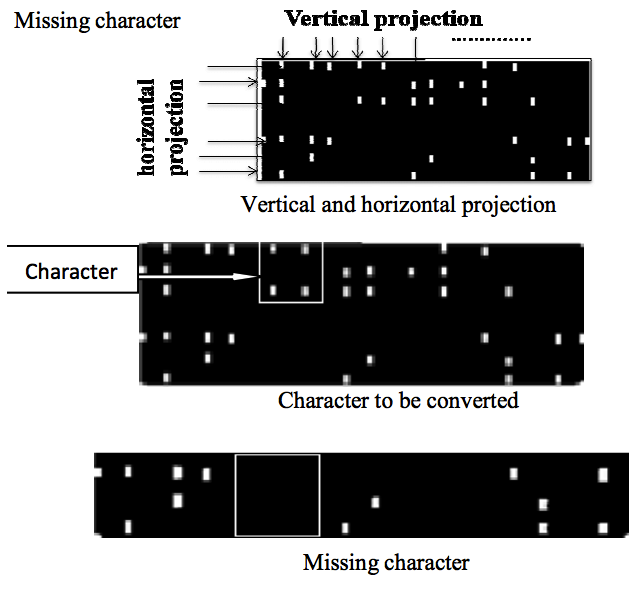 Missing character
Vertical projection
horizontal
projection
Vertical and horizontal projection
Character
Character to be converted
Missing character